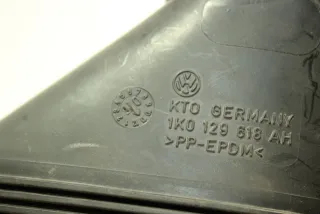 KTO GERMANY
1K0 129 618 AH
>PP-EPDM<